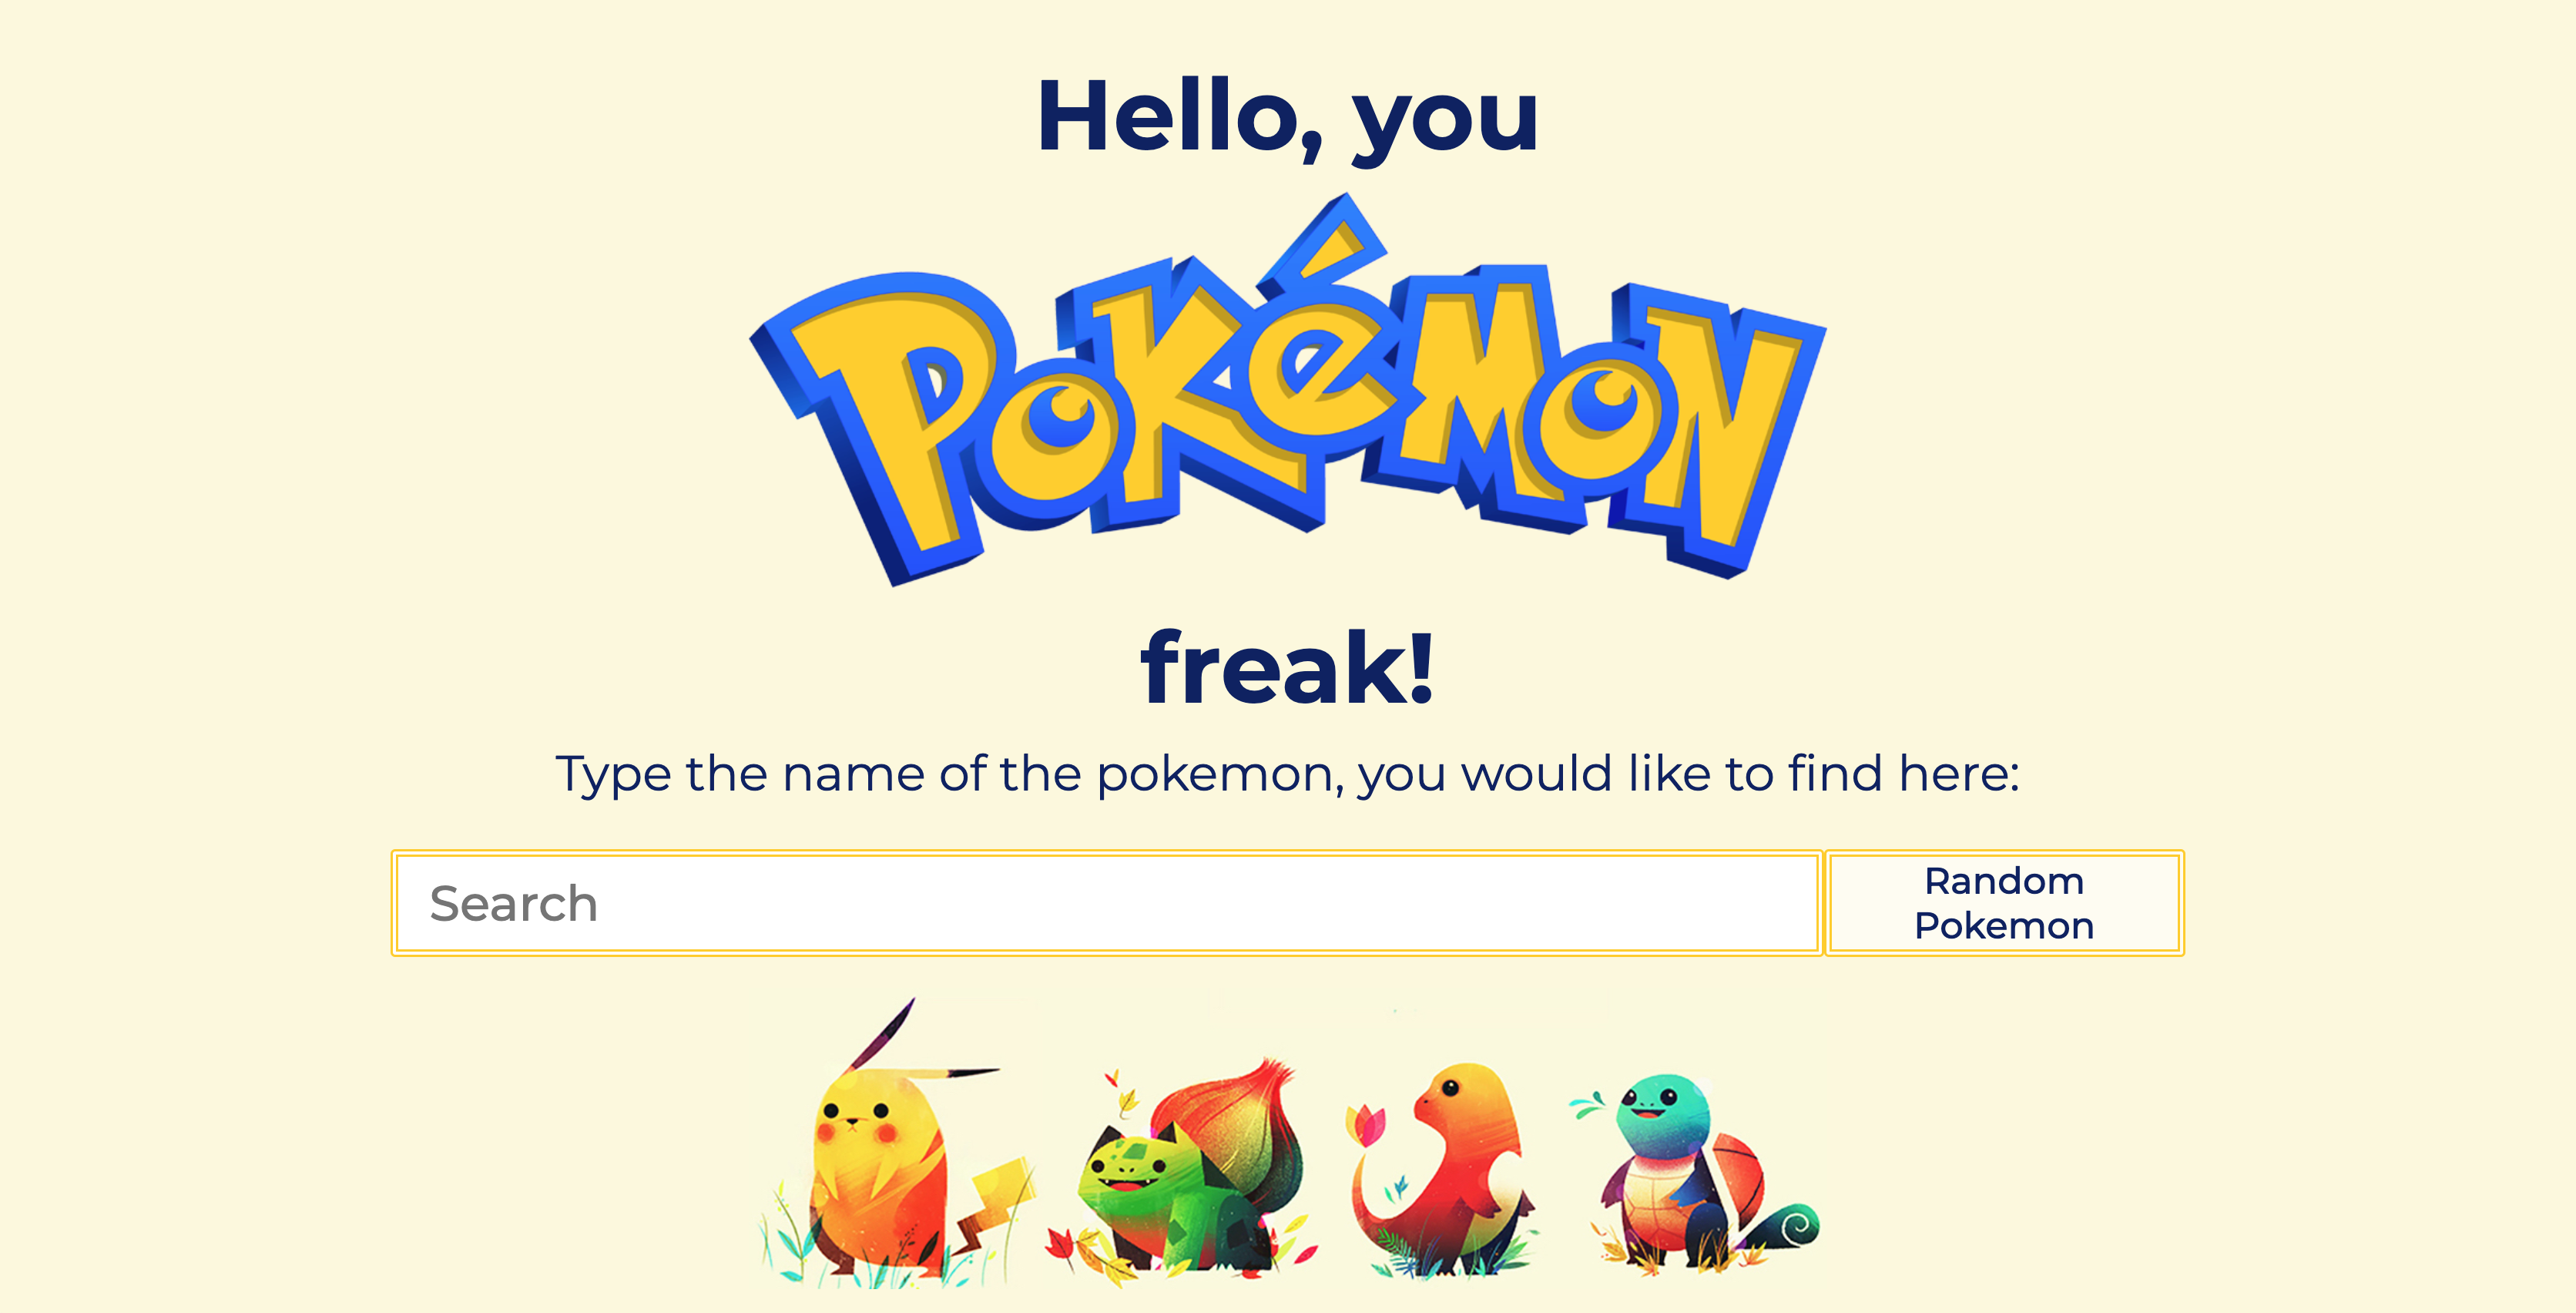 Hello, you
Pokémon
freak!
Type the name of the pokemon, you would like to find here:
Search
Random
Pokemon